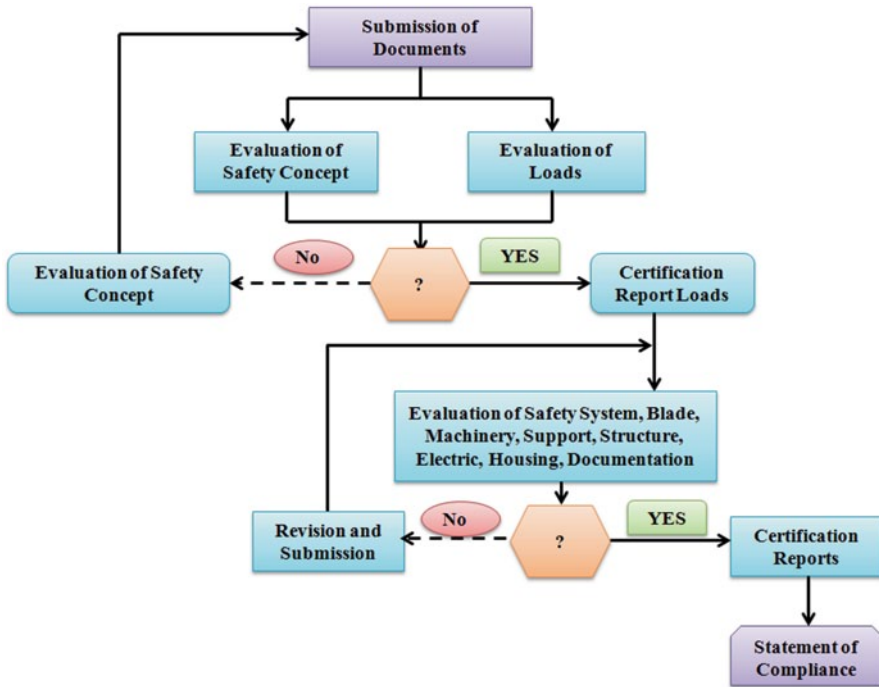 Submission of
Documents
Evaluation of
Safety Concept
Evaluation of
Loads
No
YES
Evaluation of Safety
Concept
?
Certification
Report Loads
Evaluation of Safety System, Blade,
Machinery, Support, Structure,
Electric, Housing, Documentation
No
YES
Revision and
Submission
?
Certification
Reports
Statement of
Compliance